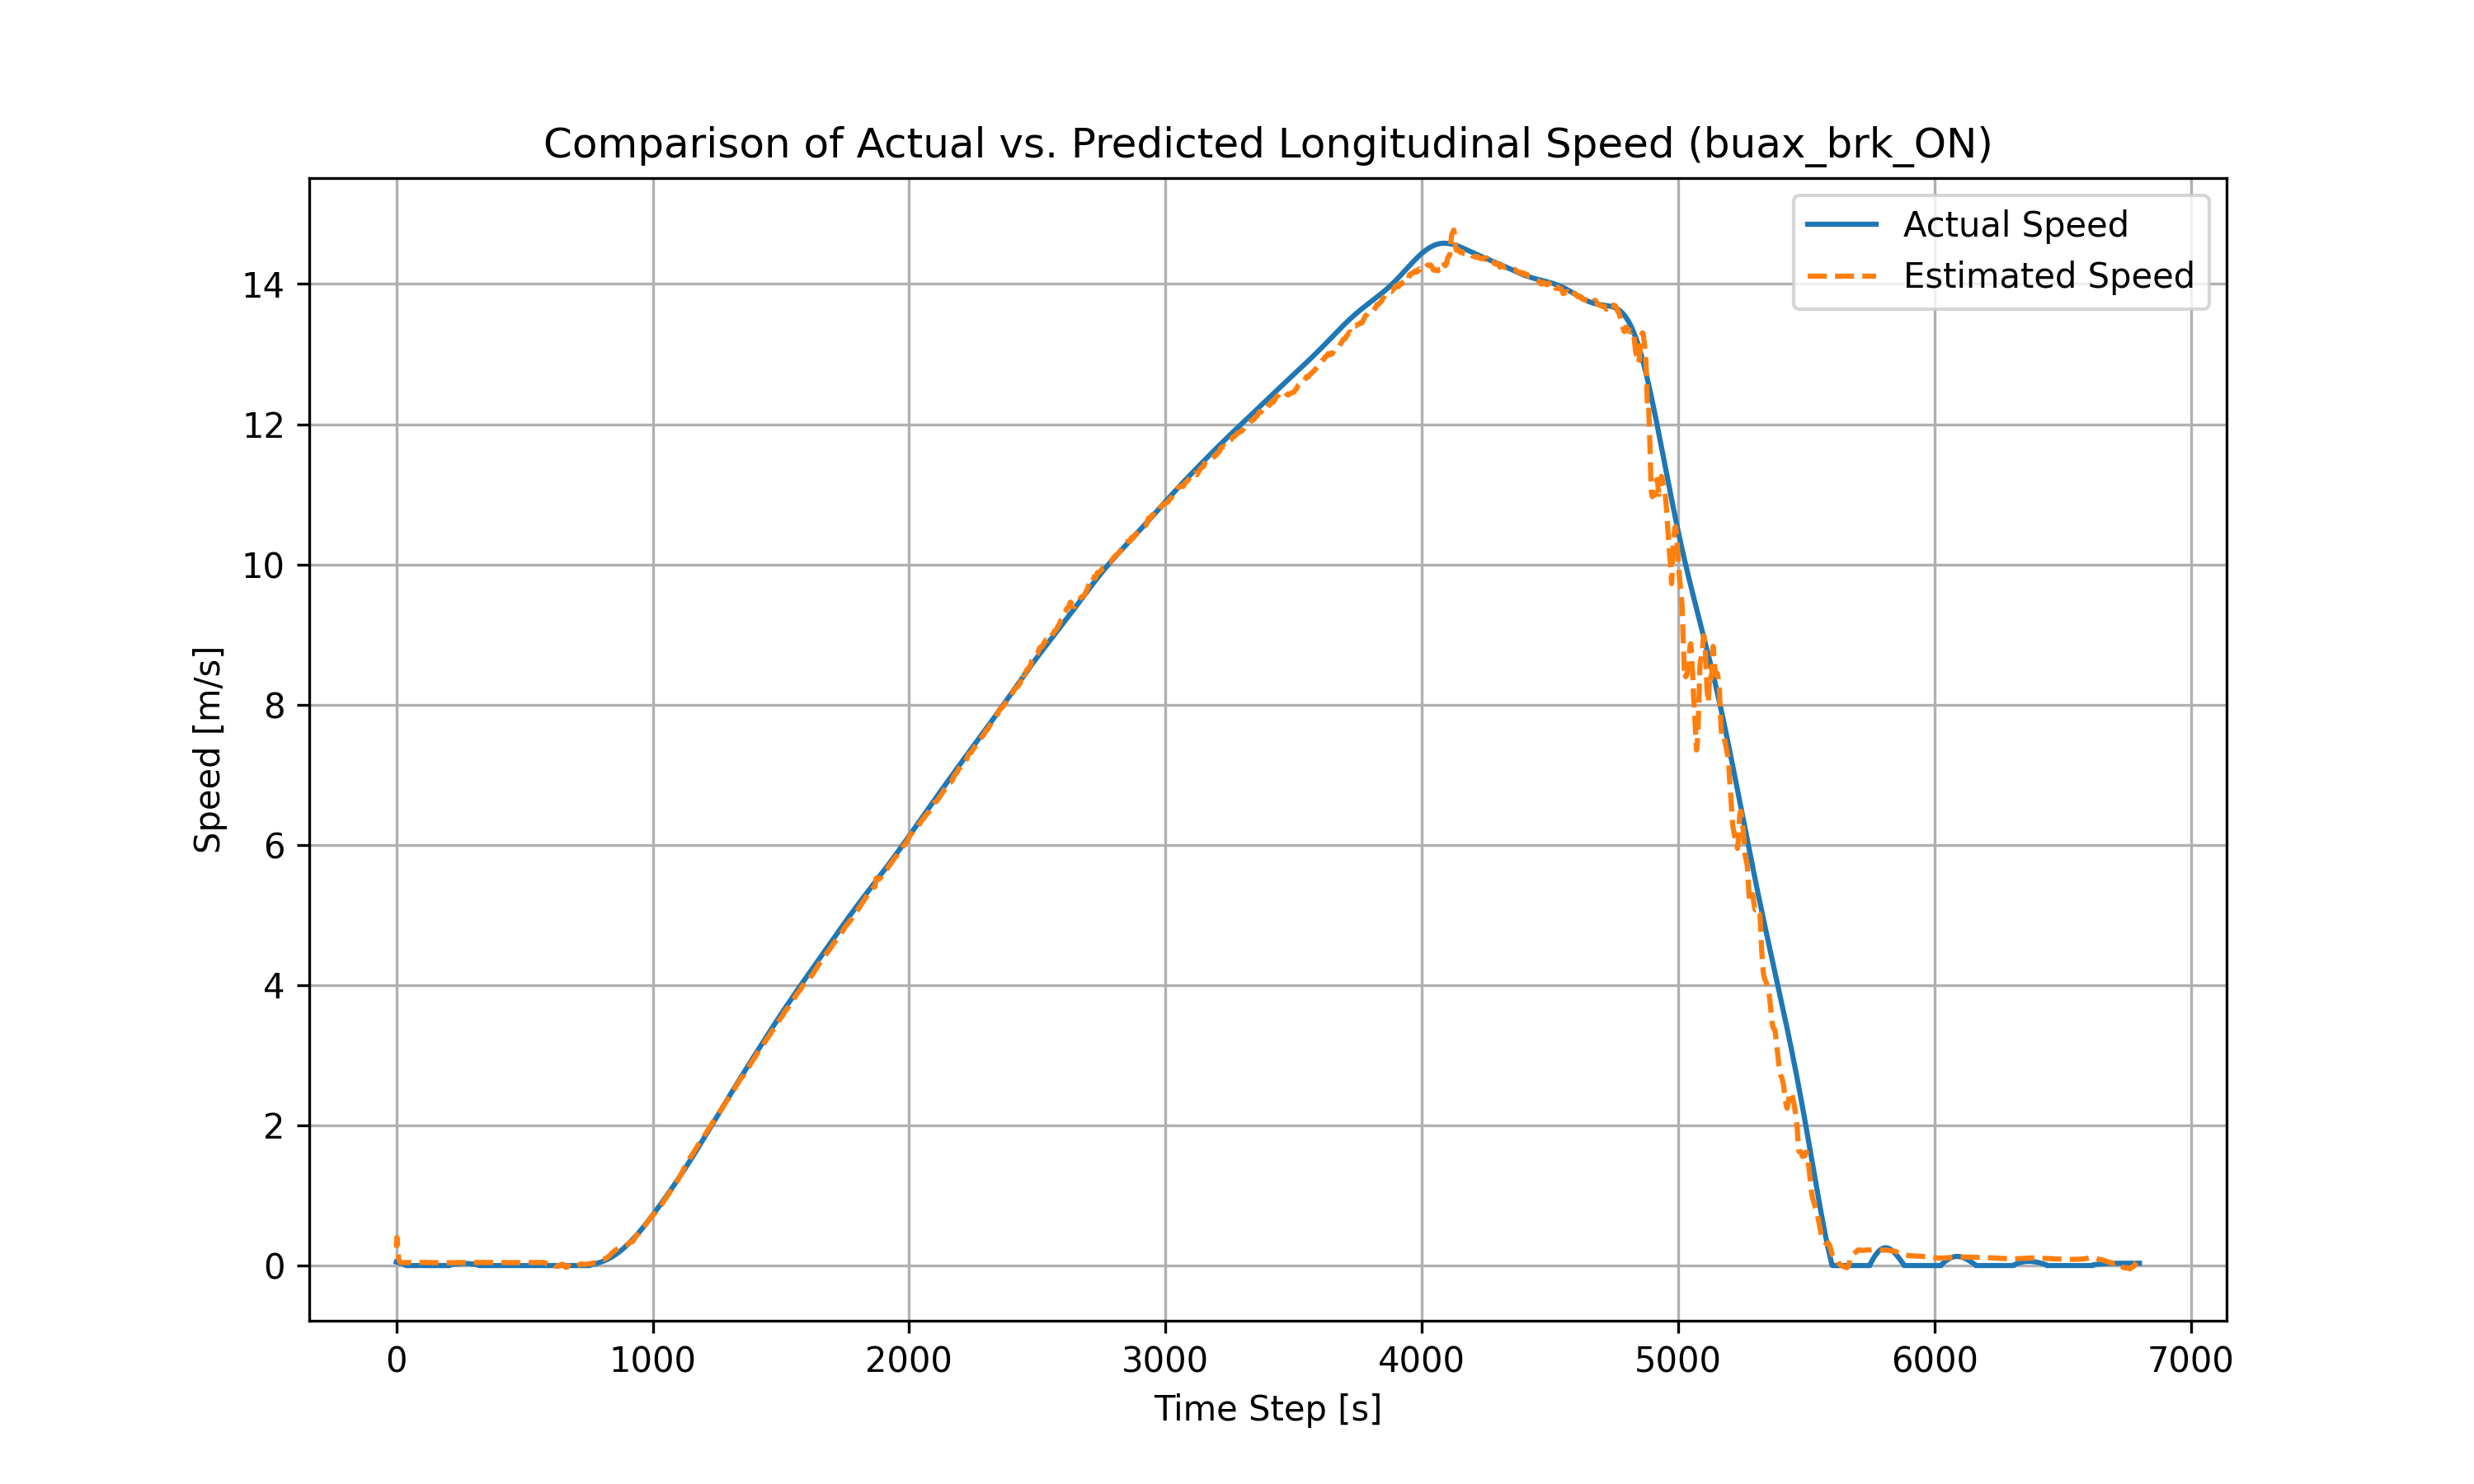 Comparison of Actual vs. Predicted Longitudinal Speed (buax_brk_ON)
Actual Speed
Estimated Speed
14
12
10
8
6
4
2
0
Speed [m/s]
0 1000 2000 3000 4000 5000 6000 7000
Time Step [s]